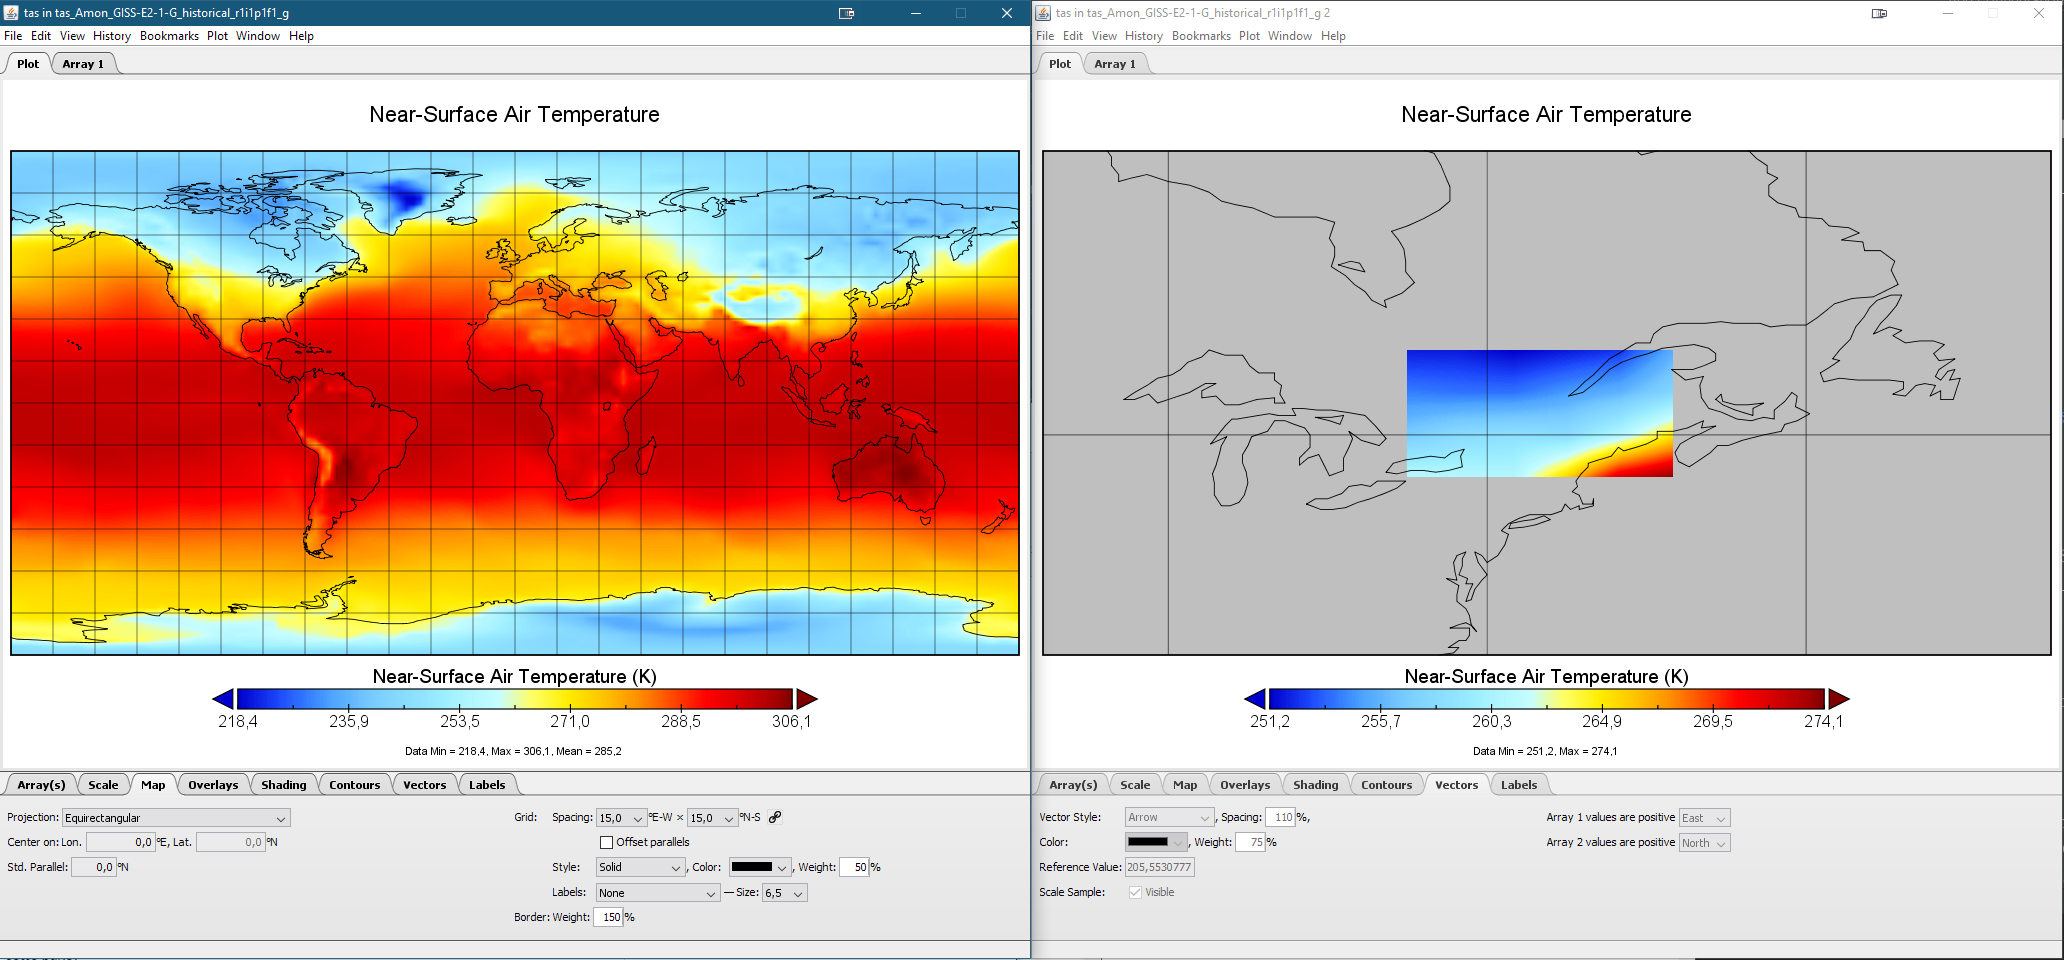 tas in tas_Amon_GISS-E2-1-G_historical_r1i1p1f1_g
File Edit View History Bookmarks Plot Window Help
Plot Array 1
Near-Surface Air Temperature
Near-Surface Air Temperature (K)
218,4 235,9 253,5 271,0 288,5 306,1
Data Min = 218,4, Max = 306,1, Mean = 285,2
Array(s) Scale Map Overlays Shading Contours Vectors Labels
Projection: Equirectangular Grid: Spacing: 15,0 °E-W × 15,0 °N-S
Center on: Lon. 0,0 °E, Lat. 0,0 °N Offset parallels
Std. Parallel: 0,0 °N Style: Solid , Color: , Weight: 50 %
Labels: None — Size: 6,5
Border: Weight: 150 %
tas in tas_Amon_GISS-E2-1-G_historical_r1i1p1f1_g 2
File Edit View History Bookmarks Plot Window Help
Plot Array 1
Near-Surface Air Temperature
Near-Surface Air Temperature (K)
251,2 255,7 260,3 264,9 269,5 274,1
Data Min = 251,2, Max = 274,1
Array(s) Scale Map Overlays Shading Contours Vectors Labels
Vector Style: Arrow , Spacing: 110 %, Array 1 values are positive East
Color: , Weight: 75 % Array 2 values are positive North
Reference Value: 205,5530777
Scale Sample: Visible